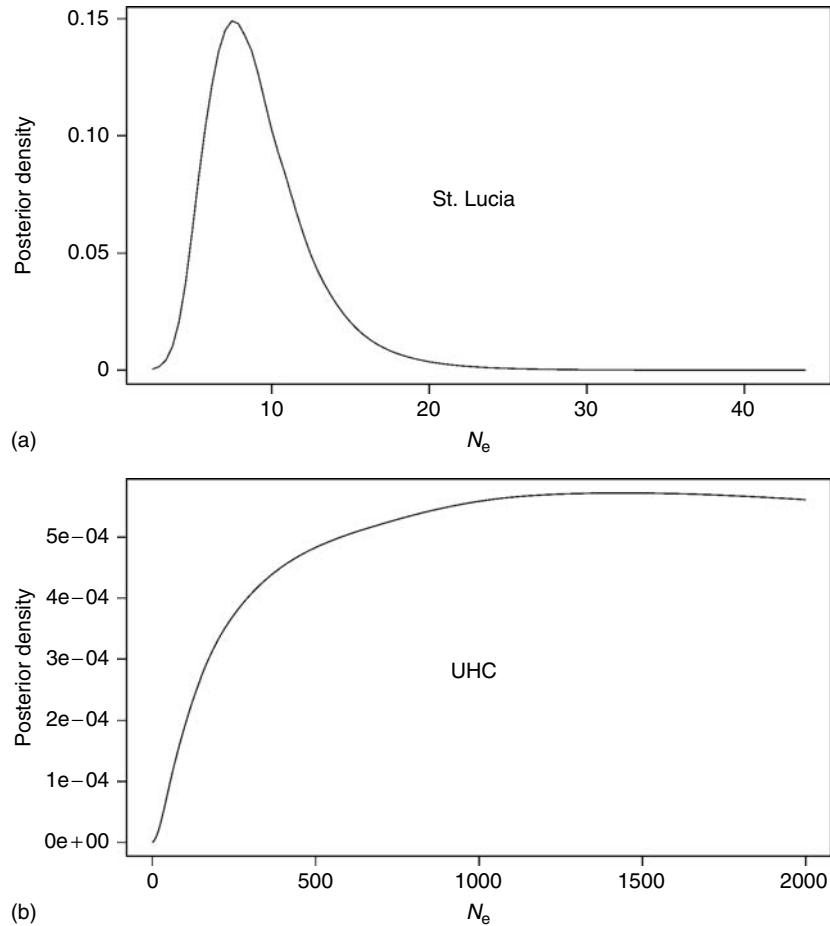 0.15
0.10
0.05
0
Posterior density
St. Lucia
10 20 30 40
Ne
(a)
5e−04
4e−04
3e−04
2e−04
1e−04
0e+00
Posterior density
UHC
0 500 1000 1500 2000
Ne
(b)